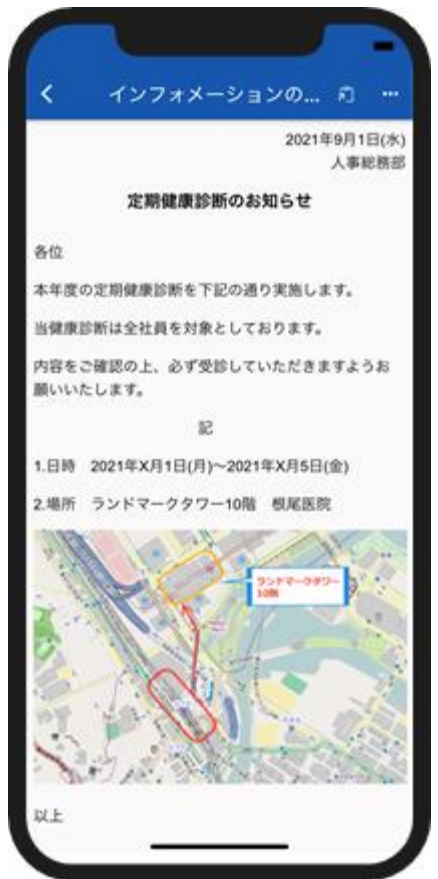 インフォメーションの...
2021年9月1日(水)
人事総務部
定期健康診断のお知らせ
各位
本年度の定期健康診断を下記の通り実施します。
当健康診断は全社員を対象としております。
内容をご確認の上、必ず受診していただきますようお
願いいたします。
記
1.日時 2021年X月1日(月)～2021年X月5日(金)
2.場所 ランドマークタワー10階 根尾医院
ランドマークタワー
10階
以上